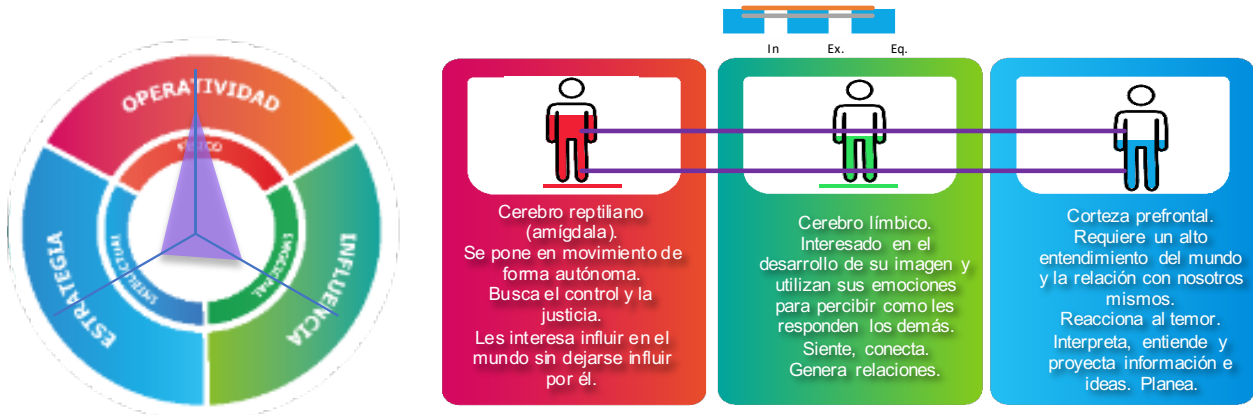 OPERATIVIDAD
FÍSICO
ESTRATEGIA
INTELECTUAL
EMOCIONAL
INFLUENCIA
In Ex. Eq.
Cerebro reptiliano
(amígdala).
Se pone en movimiento de
forma autónoma.
Busca el control y la
justicia.
Les interesa influir en el
mundo sin dejarse influir
por él.
Cerebro límbico.
Interesado en el
desarrollo de su imagen y
utilizan sus emociones
para percibir como les
responden los demás.
Siente, conecta.
Genera relaciones.
Corteza prefrontal.
Requiere un alto
entendimiento del mundo
y la relación con nosotros
mismos.
Reacciona al temor.
Interpreta, entiende y
proyecta información e
ideas. Planea.